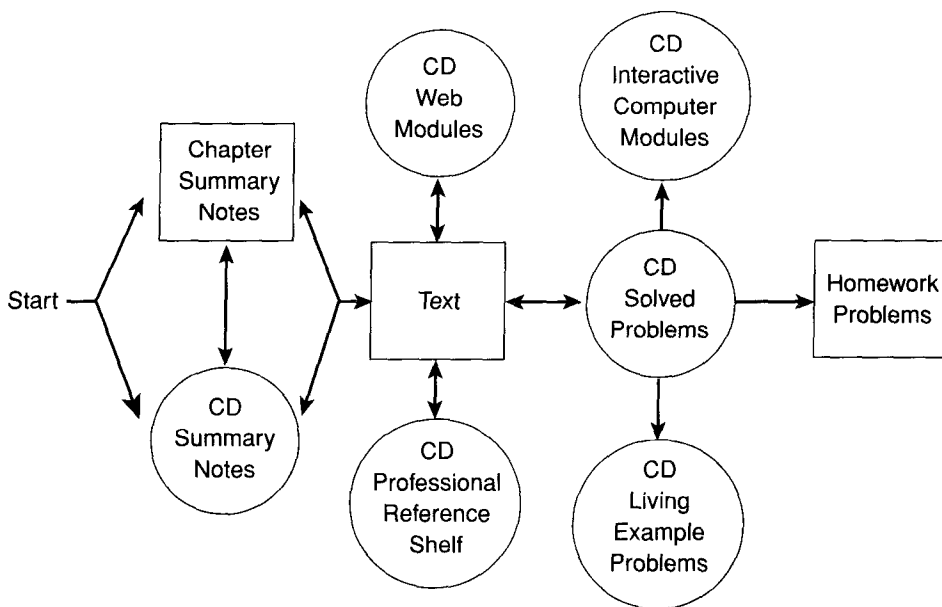 Start
Chapter
Summary
Notes
CD
Summary
Notes
CD
Web
Modules
Text
CD
Professional
Reference
Shelf
CD
Interactive
Computer
Modules
CD
Solved
Problems
CD
Living
Example
Problems
Homework
Problems